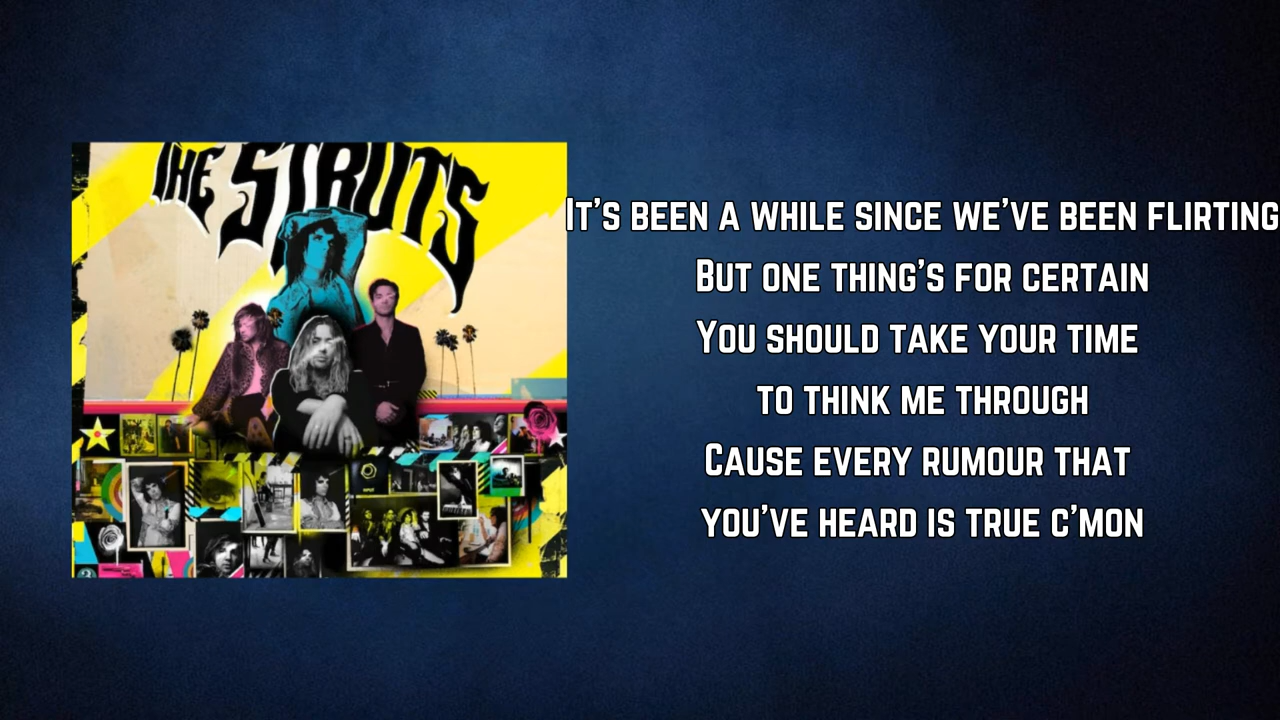 THE STRUTS
IT'S BEEN A WHILE SINCE WE'VE BEEN FLIRTING
BUT ONE THING'S FOR CERTAIN
YOU SHOULD TAKE YOUR TIME
TO THINK ME THROUGH
CAUSE EVERY RUMOUR THAT
YOU'VE HEARD IS TRUE C'MON